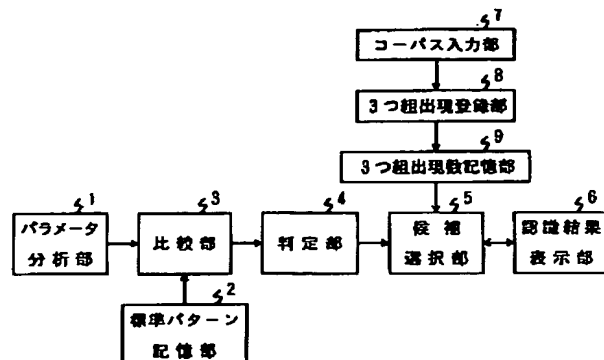 7
コーパス入力部
8
3つ組出現登録部
9
3つ組出現数記憶部
1
パラメータ
分析部
3
比較部
4
判定部
5
候補
選択部
6
認識結果
表示部
2
標準パターン
記憶部